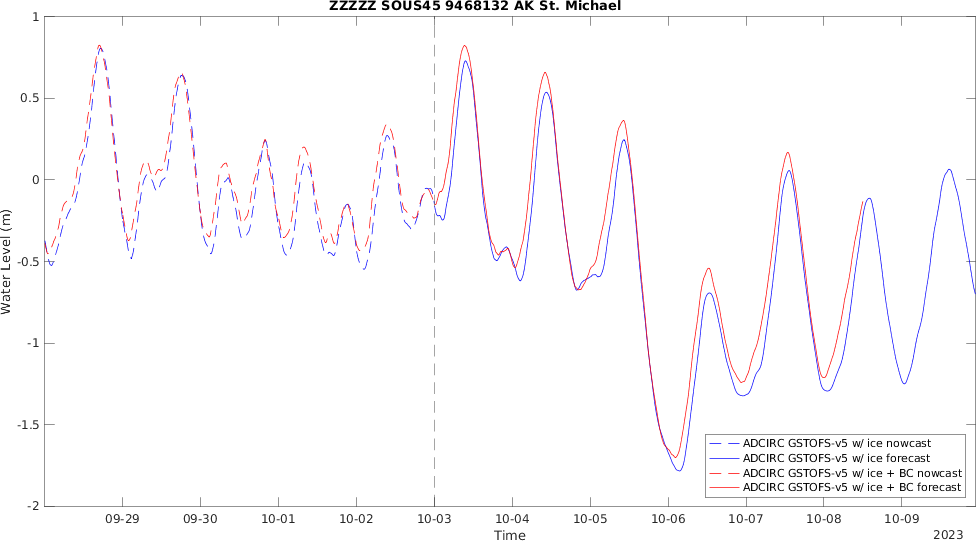 ZZZZZ SOUS45 9468132 AK St. Michael
Water Level (m)
1
0.5
0
-0.5
-1
-1.5
-2
ADCIRC GSTOFS-v5 w/ ice nowcast
ADCIRC GSTOFS-v5 w/ ice forecast
ADCIRC GSTOFS-v5 w/ ice + BC nowcast
ADCIRC GSTOFS-v5 w/ ice + BC forecast
09-29 09-30 10-01 10-02 10-03 10-04 10-05 10-06 10-07 10-08 10-09
Time
2023